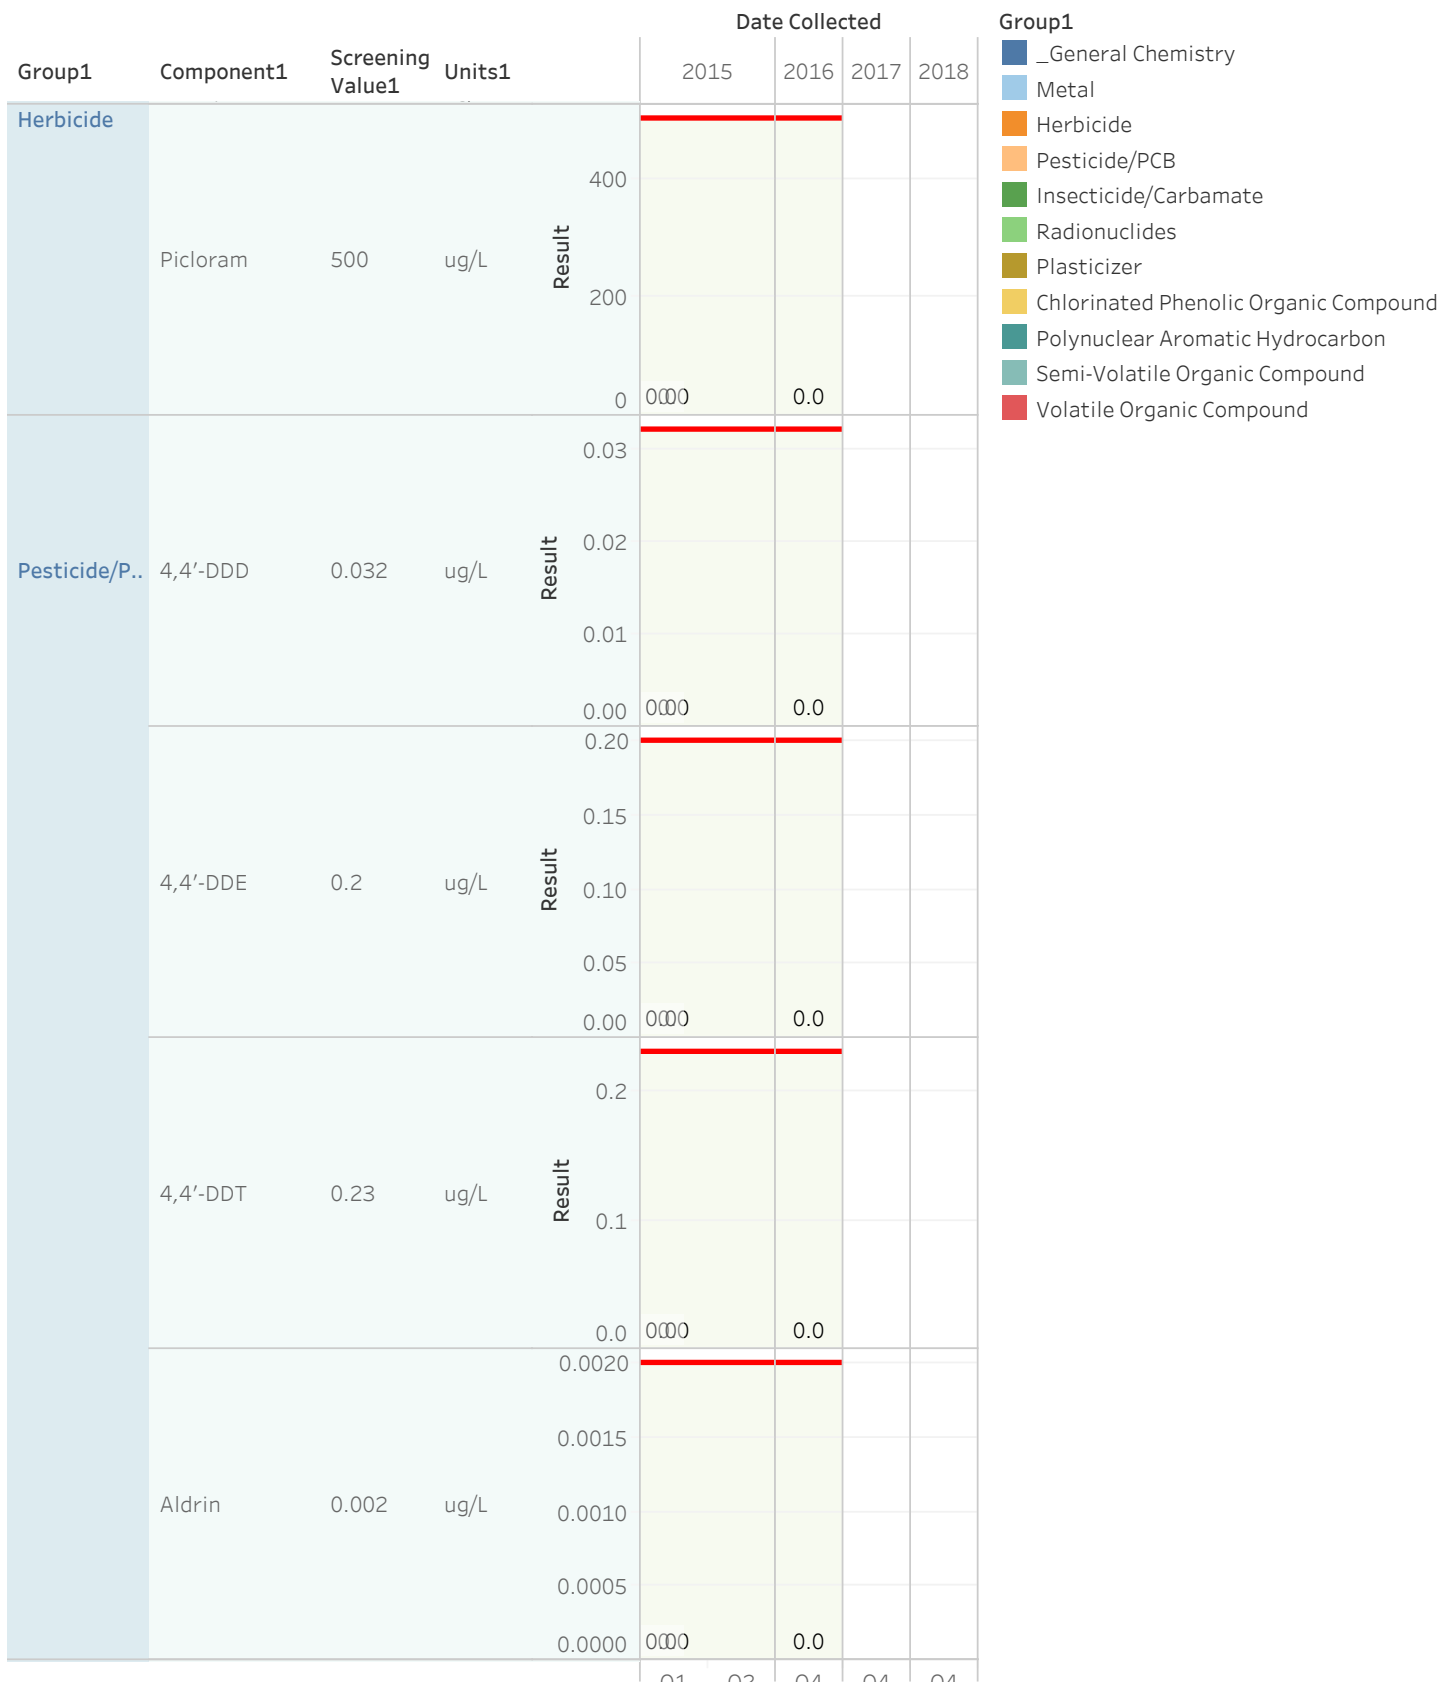 Date Collected
Group1 Component1 Screening Value1 Units1 2015 2016 2017 2018
Herbicide
Picloram 500 ug/L Result
400
200
0 0.0
Pesticide/P.. 4,4'-DDD 0.032 ug/L Result
0.03
0.02
0.01
0.00 0.0
4,4'-DDE 0.2 ug/L Result
0.20
0.15
0.10
0.05
0.00 0.0
4,4'-DDT 0.23 ug/L Result
0.2
0.1
0.0 0.0
Aldrin 0.002 ug/L Result
0.0020
0.0015
0.0010
0.0005
0.0000 0.0
Group1
_General Chemistry
Metal
Herbicide
Pesticide/PCB
Insecticide/Carbamate
Radionuclides
Plasticizer
Chlorinated Phenolic Organic Compound
Polynuclear Aromatic Hydrocarbon
Semi-Volatile Organic Compound
Volatile Organic Compound